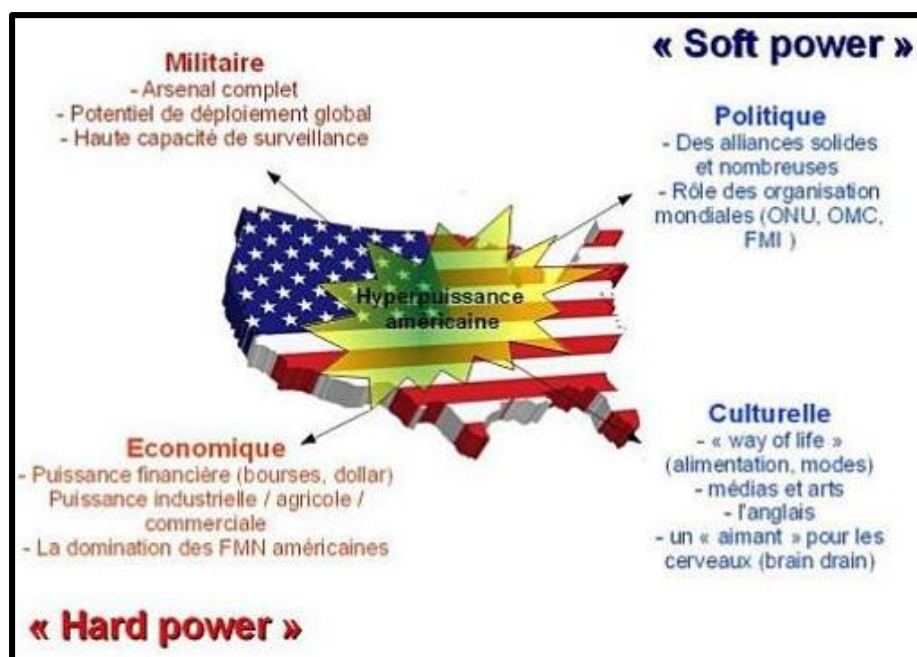 « Soft power »
Militaire
- Arsenal complet
- Potentiel de déploiement global
- Haute capacité de surveillance
Politique
- Des alliances solides
et nombreuses
- Rôle des organisation
mondiales (ONU, OMC,
FMI )
Hyperpuissance
américaine
Economique
- Puissance financière (bourses, dollar)
Puissance industrielle / agricole /
commerciale
- La domination des FMN américaines
Culturelle
- « way of life »
(alimentation, modes)
- médias et arts
- l'anglais
- un « aimant » pour les
cerveaux (brain drain)
« Hard power »